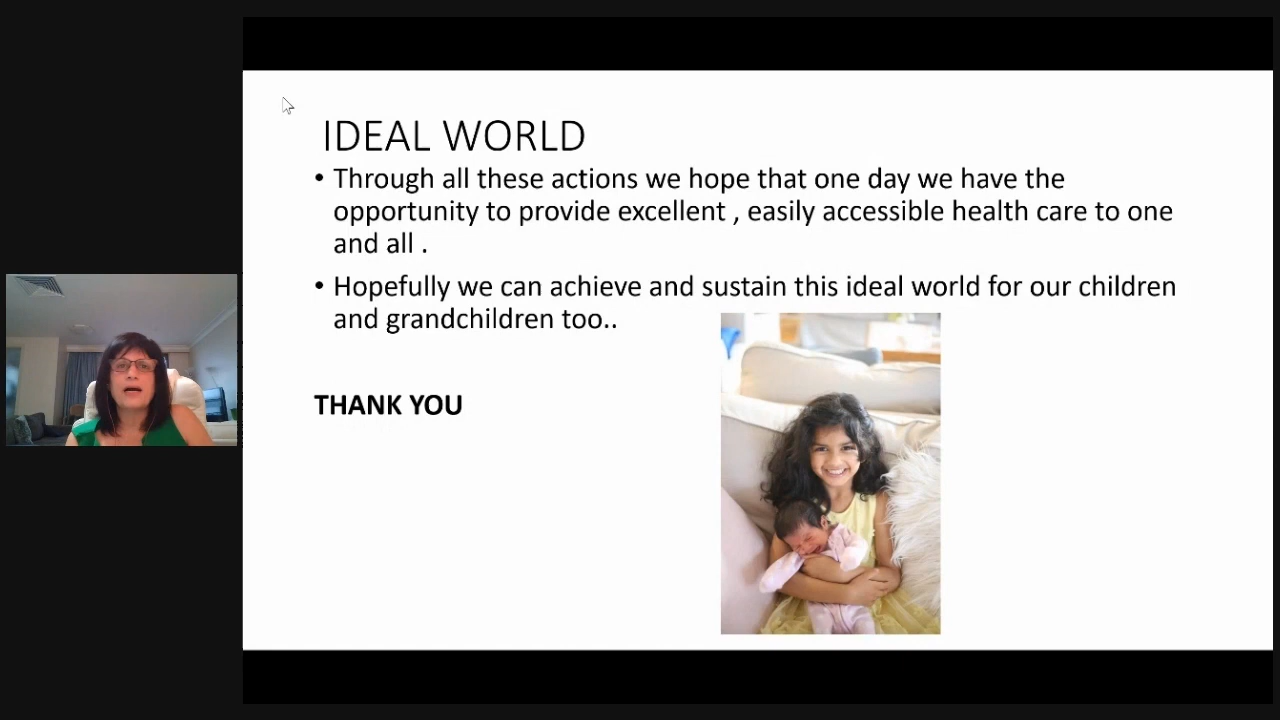 IDEAL WORLD
• Through all these actions we hope that one day we have the
opportunity to provide excellent , easily accessible health care to one
and all .
• Hopefully we can achieve and sustain this ideal world for our children
and grandchildren too..
THANK YOU